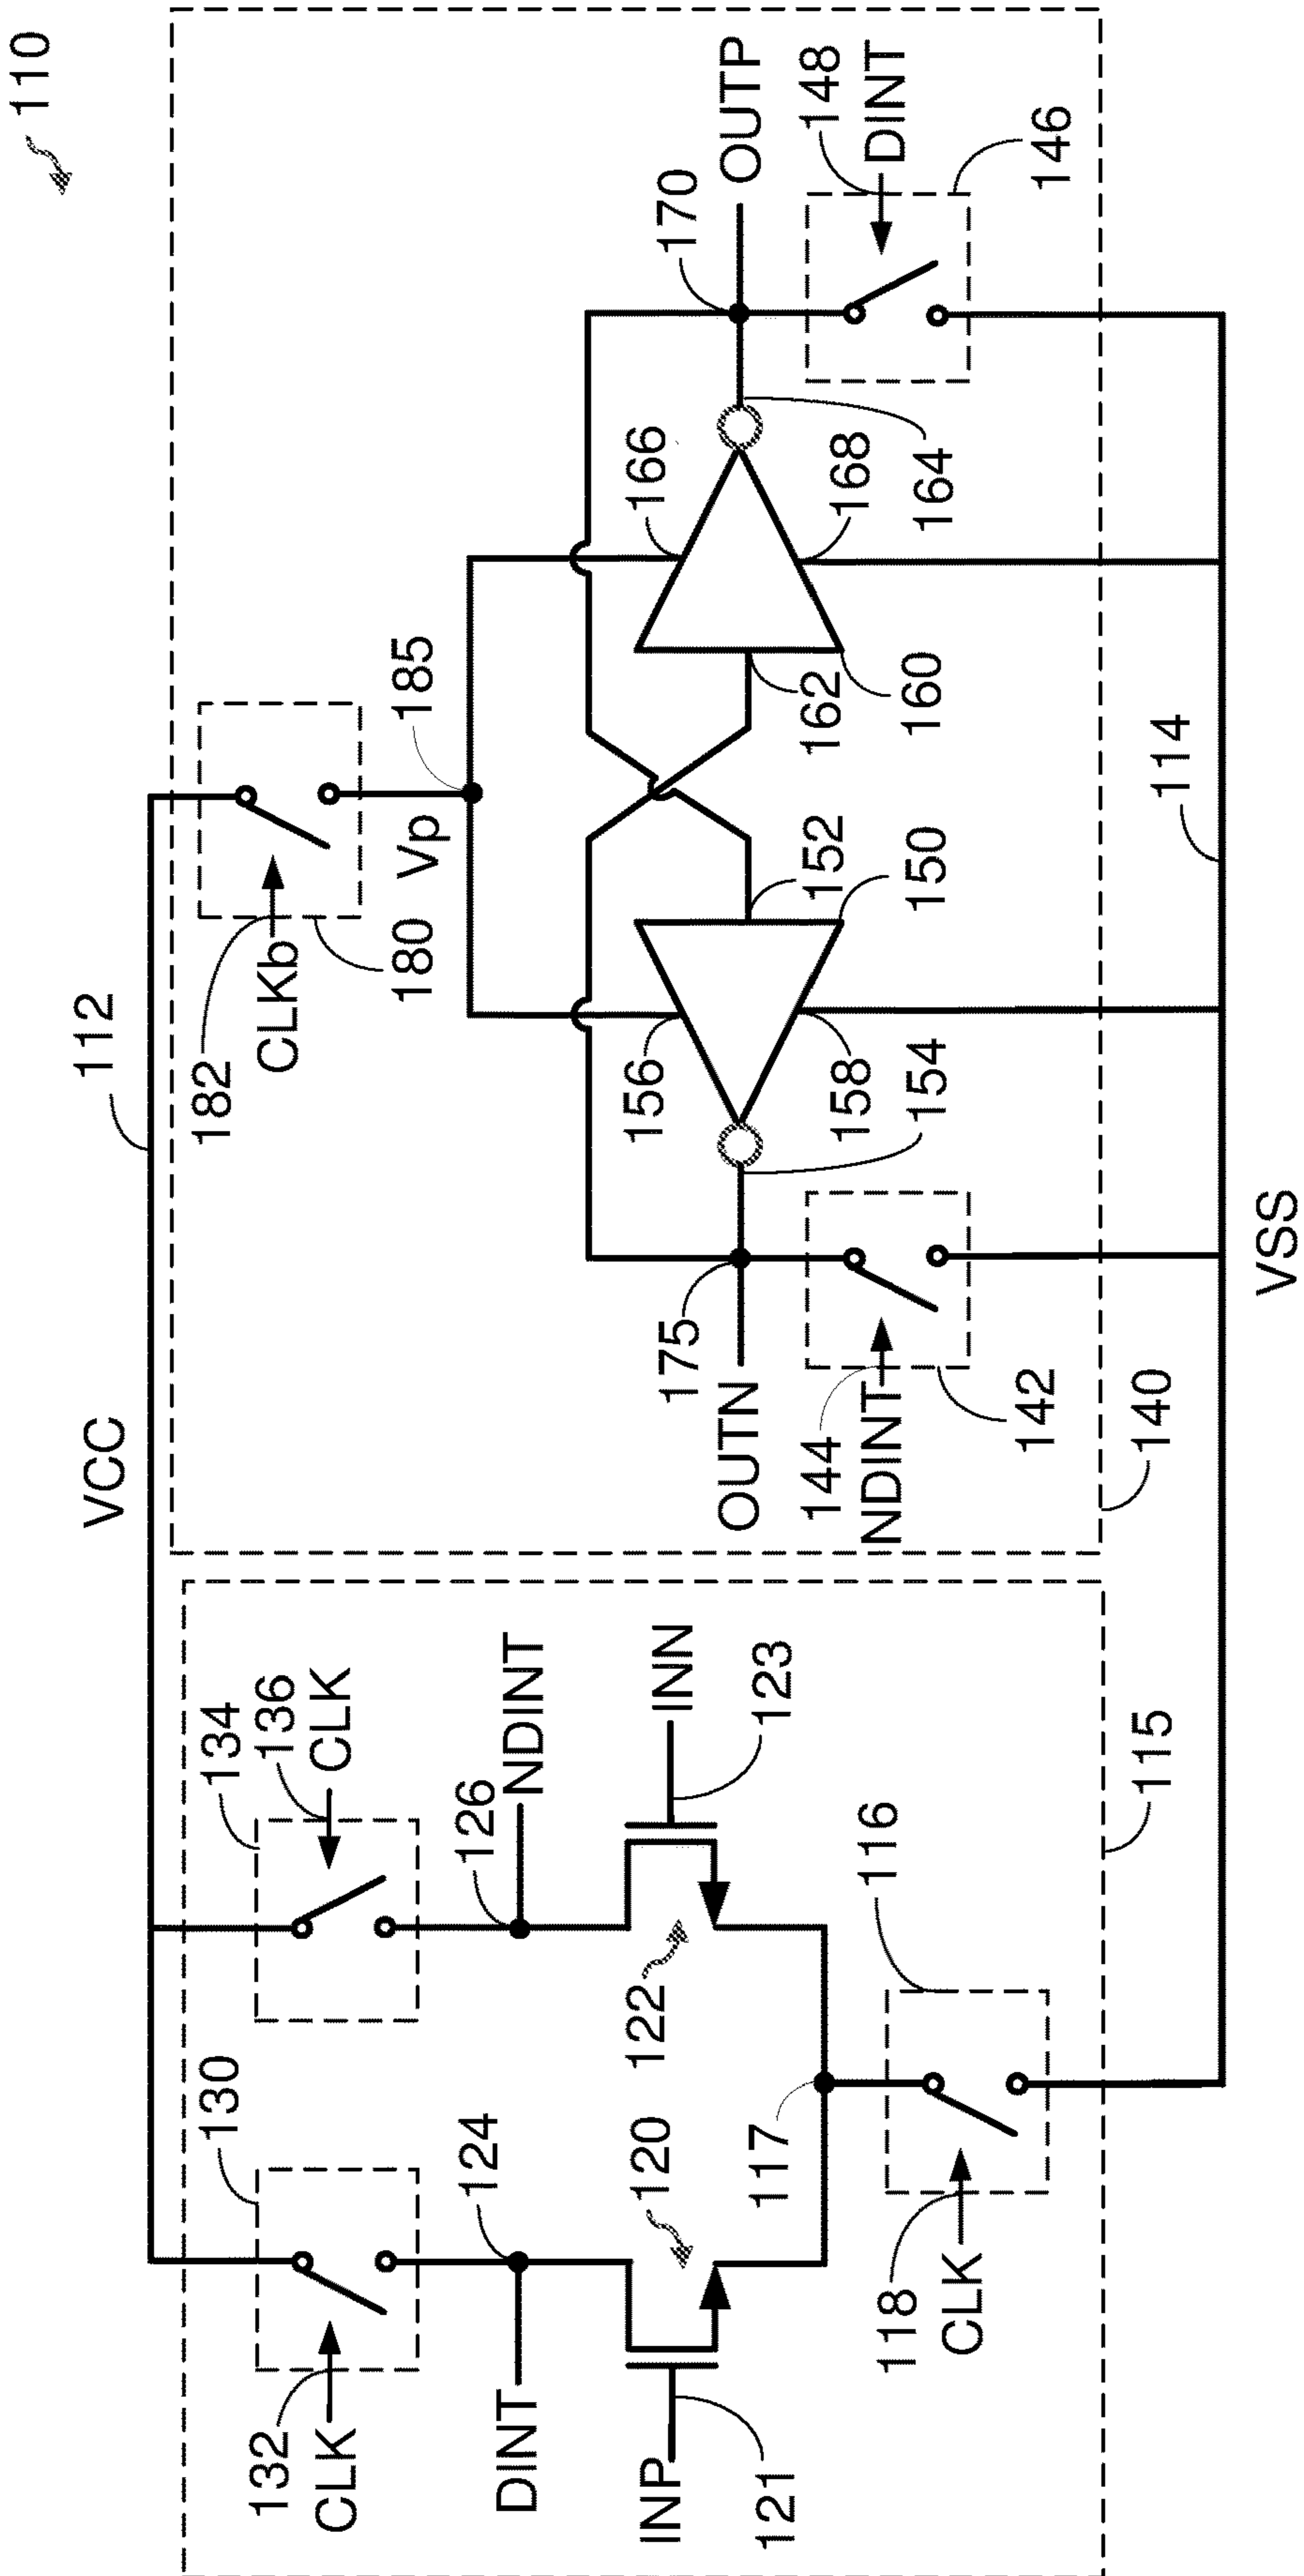 110
VCC
112
130
132
CLK
134
136
CLK
124
DINT
126
NDINT
INP
121
120
122
INN
123
117
118
CLK
116
115
182
CLKb
180
Vp
185
156
166
170
OUTP
175
OUTN
154
158
152
150
162
160
168
164
144
NDINT
142
148
DINT
146
140
114
VSS